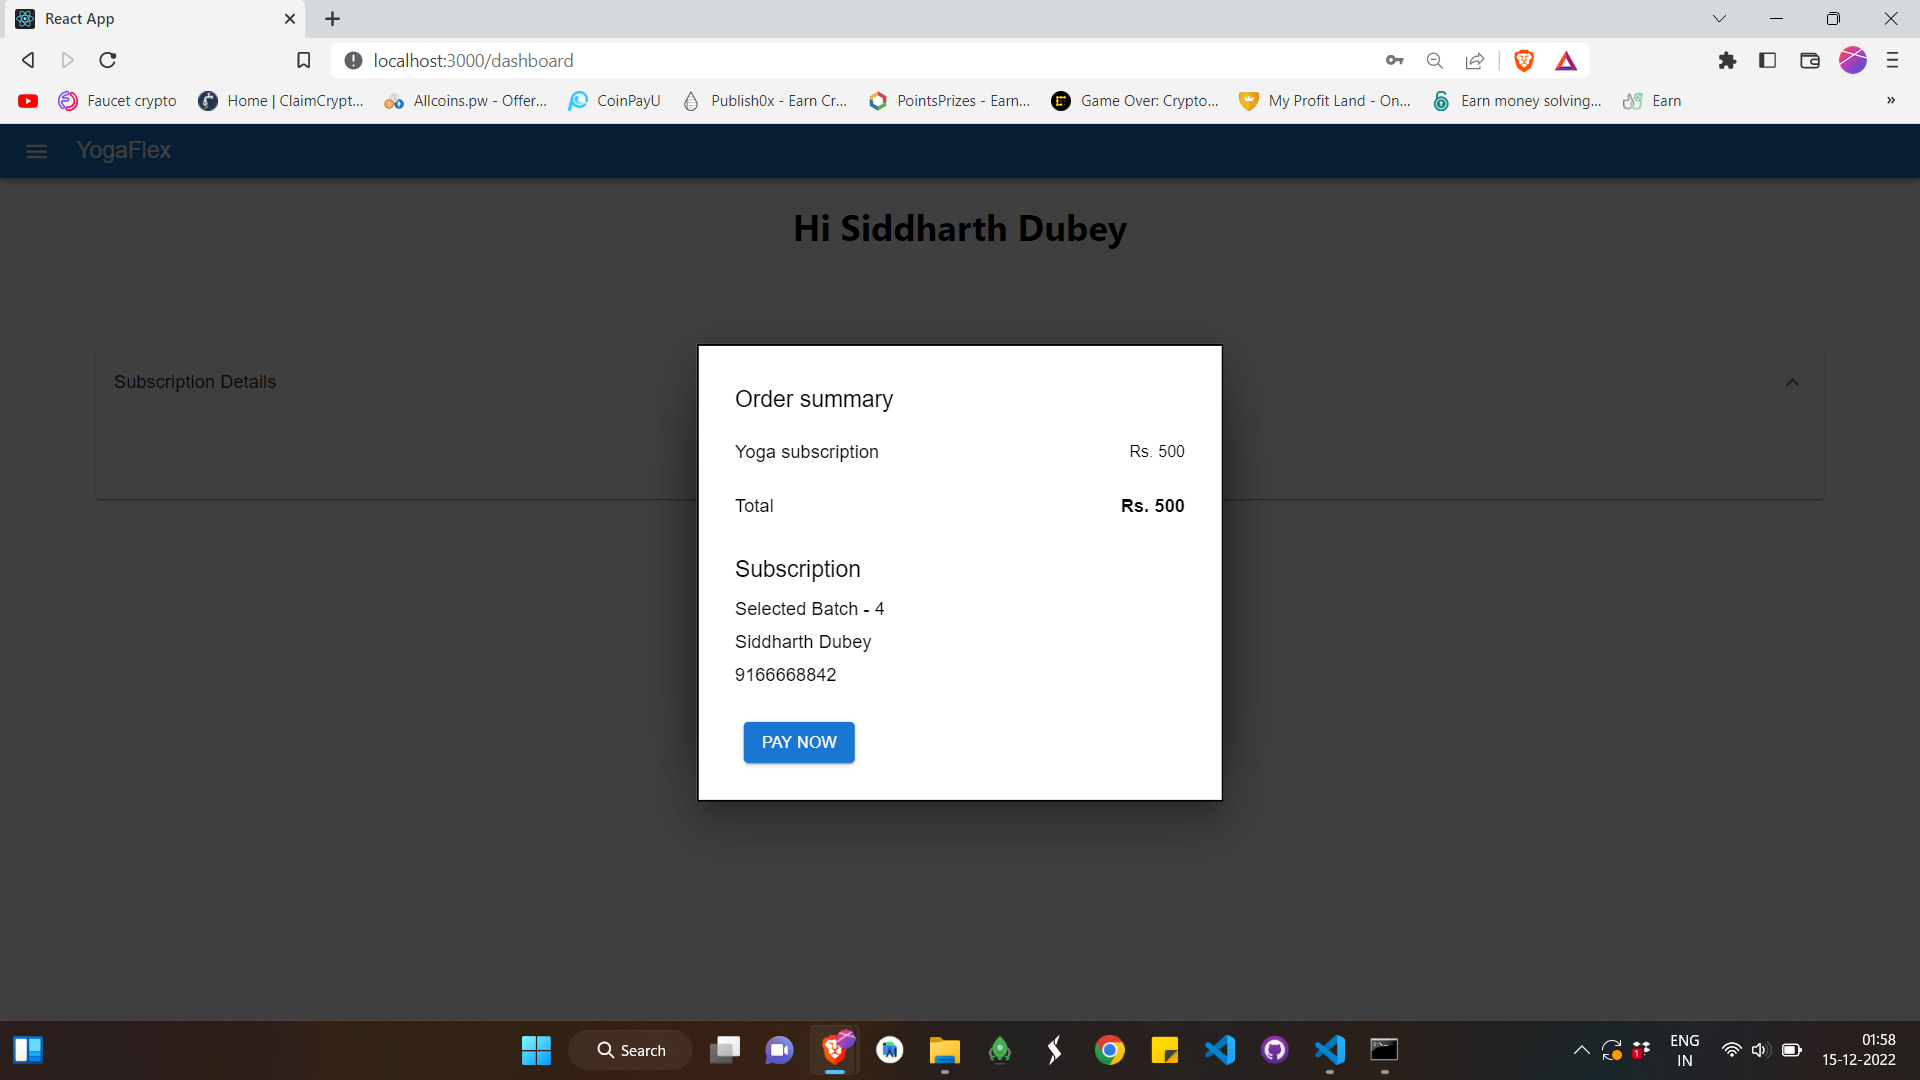 React App
localhost:3000/dashboard
Faucet crypto
Home | ClaimCrypt...
Allcoins.pw - Offer...
CoinPayU
Publish0x - Earn Cr...
PointsPrizes - Earn...
Game Over: Crypto...
My Profit Land - On...
Earn money solving...
Earn
YogaFlex
Hi Siddharth Dubey
Subscription Details
Order summary
Yoga subscription Rs. 500
Total Rs. 500
Subscription
Selected Batch - 4
Siddharth Dubey
9166668842
PAY NOW
Search
1
ENG
IN
01:58
15-12-2022